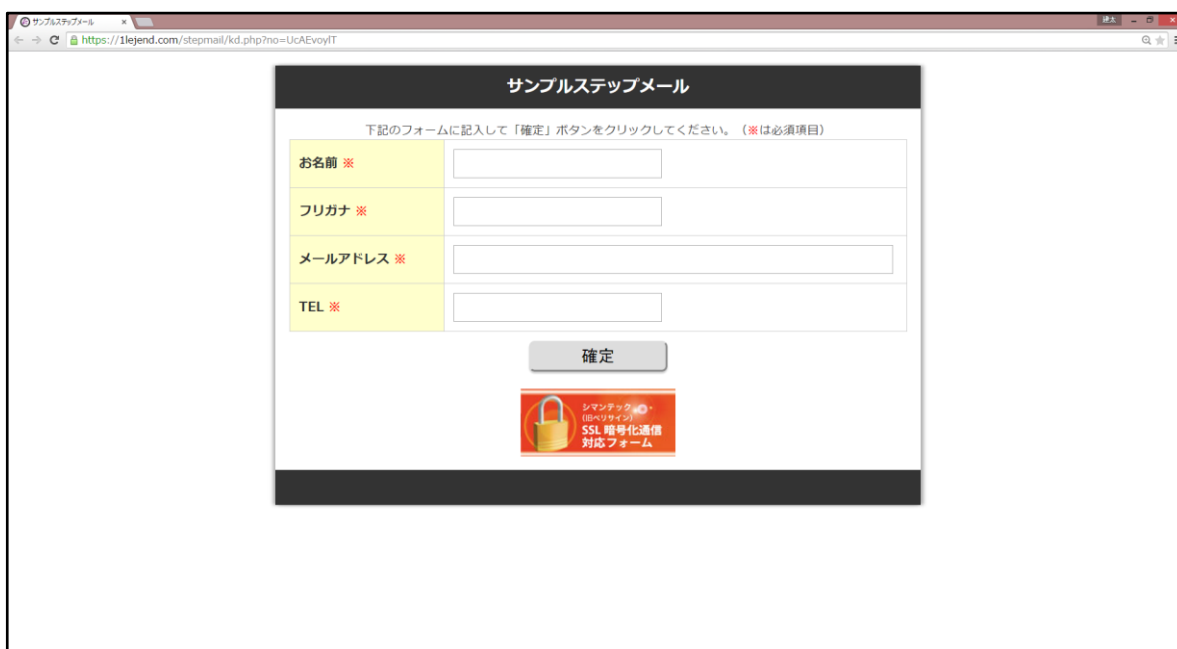 サンプルステップメール
建太
https://1lejend.com/stepmail/kd.php?no=UcAEvoylT
サンプルステップメール
下記のフォームに記入して「確定」ボタンをクリックしてください。（※は必須項目）
お名前 ※
フリガナ ※
メールアドレス ※
TEL ※
確定
シマンテック
(旧ベリサイン)
SSL 暗号化通信
対応フォーム